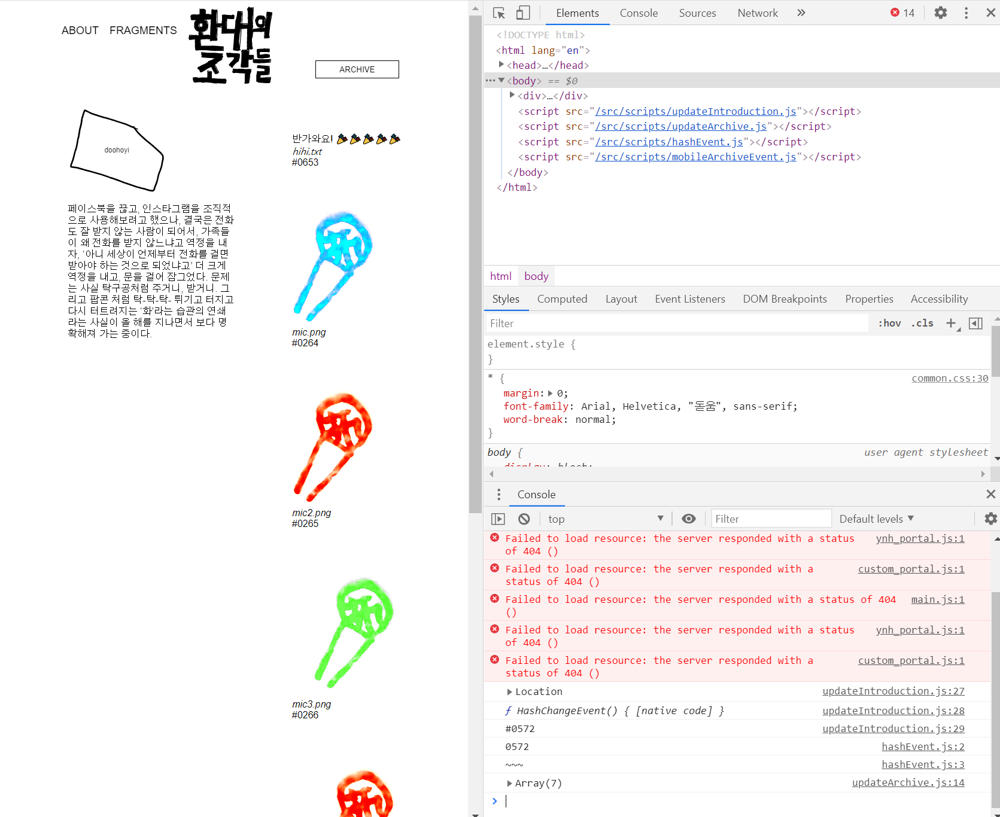 ABOUT FRAGMENTS
환대의
조각들
ARCHIVE
doohoyi
페이스북을 끊고, 인스타그램을 조직적
으로 사용해보려고 했으나, 결국은 전화
도 잘 받지 않는 사람이 되어서, 가족들
이 왜 전화를 받지 않느냐고 역정을 내
자, ‘아니 세상이 언제부터 전화를 걸면
받아야 하는 것으로 되었냐고’ 더 크게
역정을 내고, 문을 걸어 잠그었다. 문제
는 사실 탁구공처럼 주거니, 받거니. 그
리고 팝콘 처럼 탁-탁-탁- 튀기고 터지고
다시 터트려지는 ‘화’라는 습관의 연쇄
라는 사실이 올 해를 지나면서 보다 명
확해져 가는 중이다.
반가와요! 🎉🎉🎉🎉🎉
hihi.txt
#0653
mic.png
#0264
mic2.png
#0265
mic3.png
#0266
Elements Console Sources Network » 14
<!DOCTYPE html>
<html lang="en">
<head>…</head>
<body> == $0
<div>…</div>
<script src="/src/scripts/updateIntroduction.js"></script>
<script src="/src/scripts/updateArchive.js"></script>
<script src="/src/scripts/hashEvent.js"></script>
<script src="/src/scripts/mobileArchiveEvent.js"></script>
</body>
</html>
html body
Styles Computed Layout Event Listeners DOM Breakpoints Properties Accessibility
Filter :hov .cls +
element.style {
}
* { common.css:30
margin: 0;
font-family: Arial, Helvetica, "돋움", sans-serif;
word-break: normal;
}
body { user agent stylesheet
display: block;
Console
top Filter Default levels
Failed to load resource: the server responded with a status ynh_portal.js:1
of 404 ()
Failed to load resource: the server responded with a custom_portal.js:1
status of 404 ()
Failed to load resource: the server responded with a status of 404 main.js:1
()
Failed to load resource: the server responded with a status ynh_portal.js:1
of 404 ()
Failed to load resource: the server responded with a custom_portal.js:1
status of 404 ()
Location updateIntroduction.js:27
ƒ HashChangeEvent() { [native code] } updateIntroduction.js:28
#0572 updateIntroduction.js:29
0572 hashEvent.js:2
~~~ hashEvent.js:3
Array(7) updateArchive.js:14